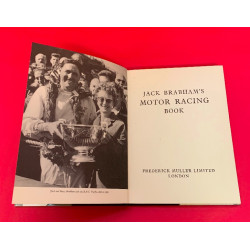 JACK BRABHAM'S
MOTOR RACING
BOOK
FREDERICK MULLER LIMITED
LONDON